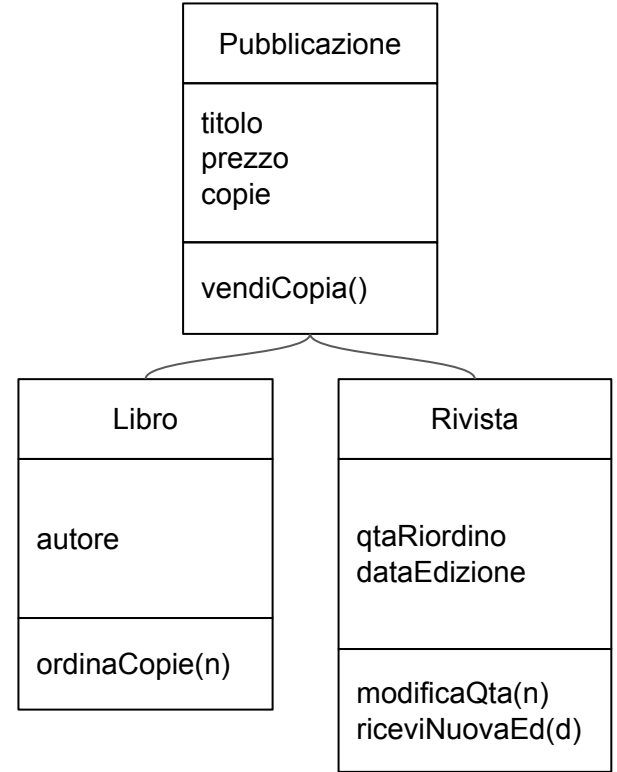 Pubblicazione
titolo
prezzo
copie
vendiCopia()
Libro
autore
ordinaCopie(n)
Rivista
qtaRiordino
dataEdizione
modificaQta(n)
riceviNuovaEd(d)